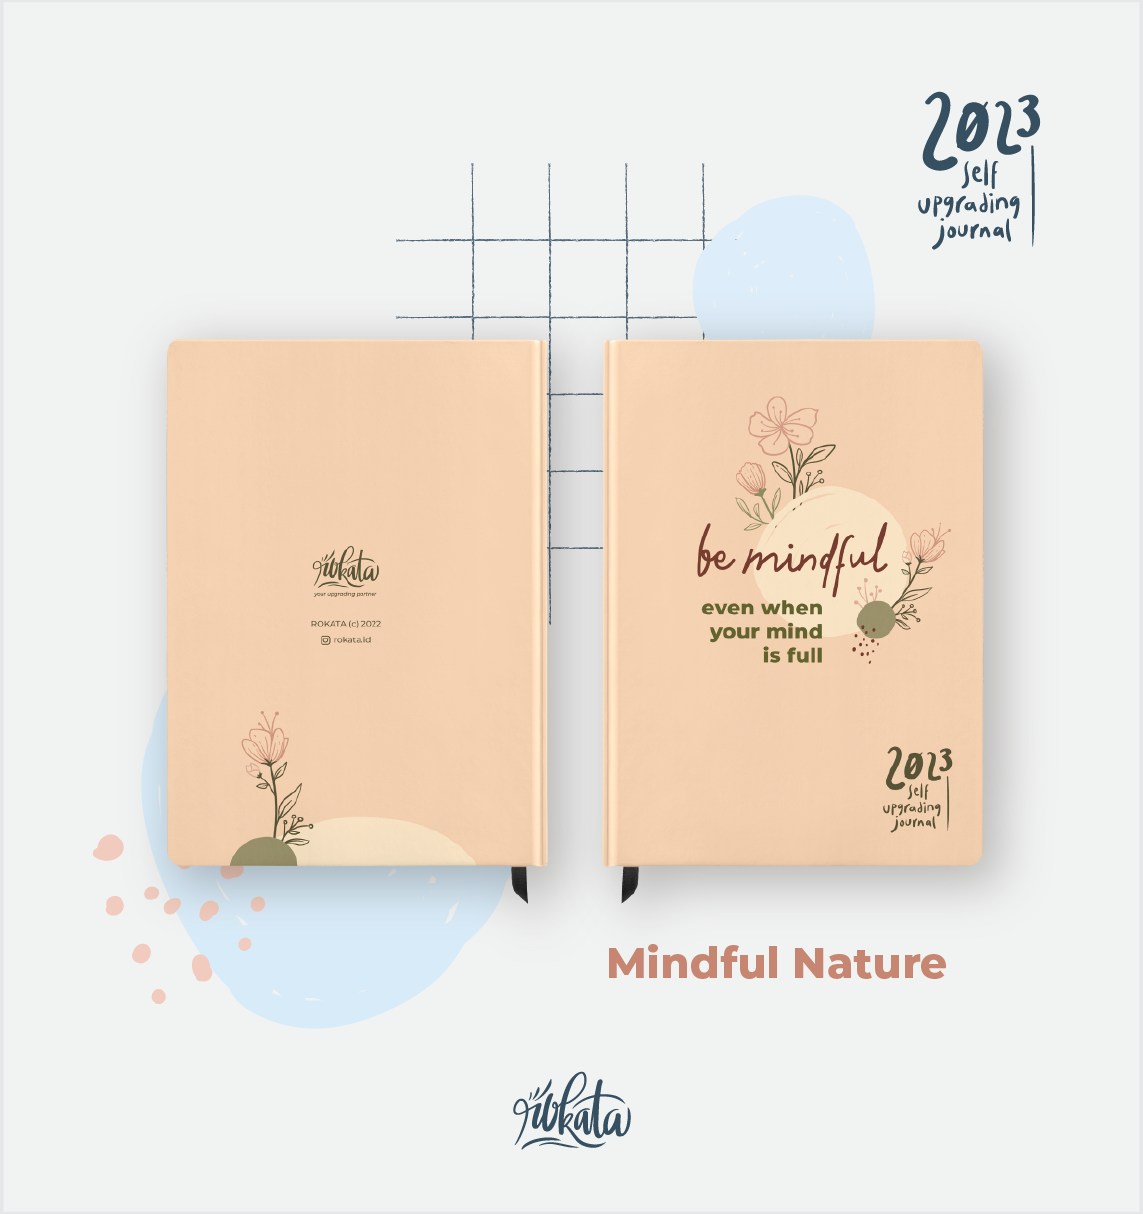 2023
self
upgrading
journal
rokata
your upgrading partner
ROKATA (c) 2022
rokata.id
be mindful
even when
your mind
is full
2023
self
upgrading
journal
Mindful Nature
rokata